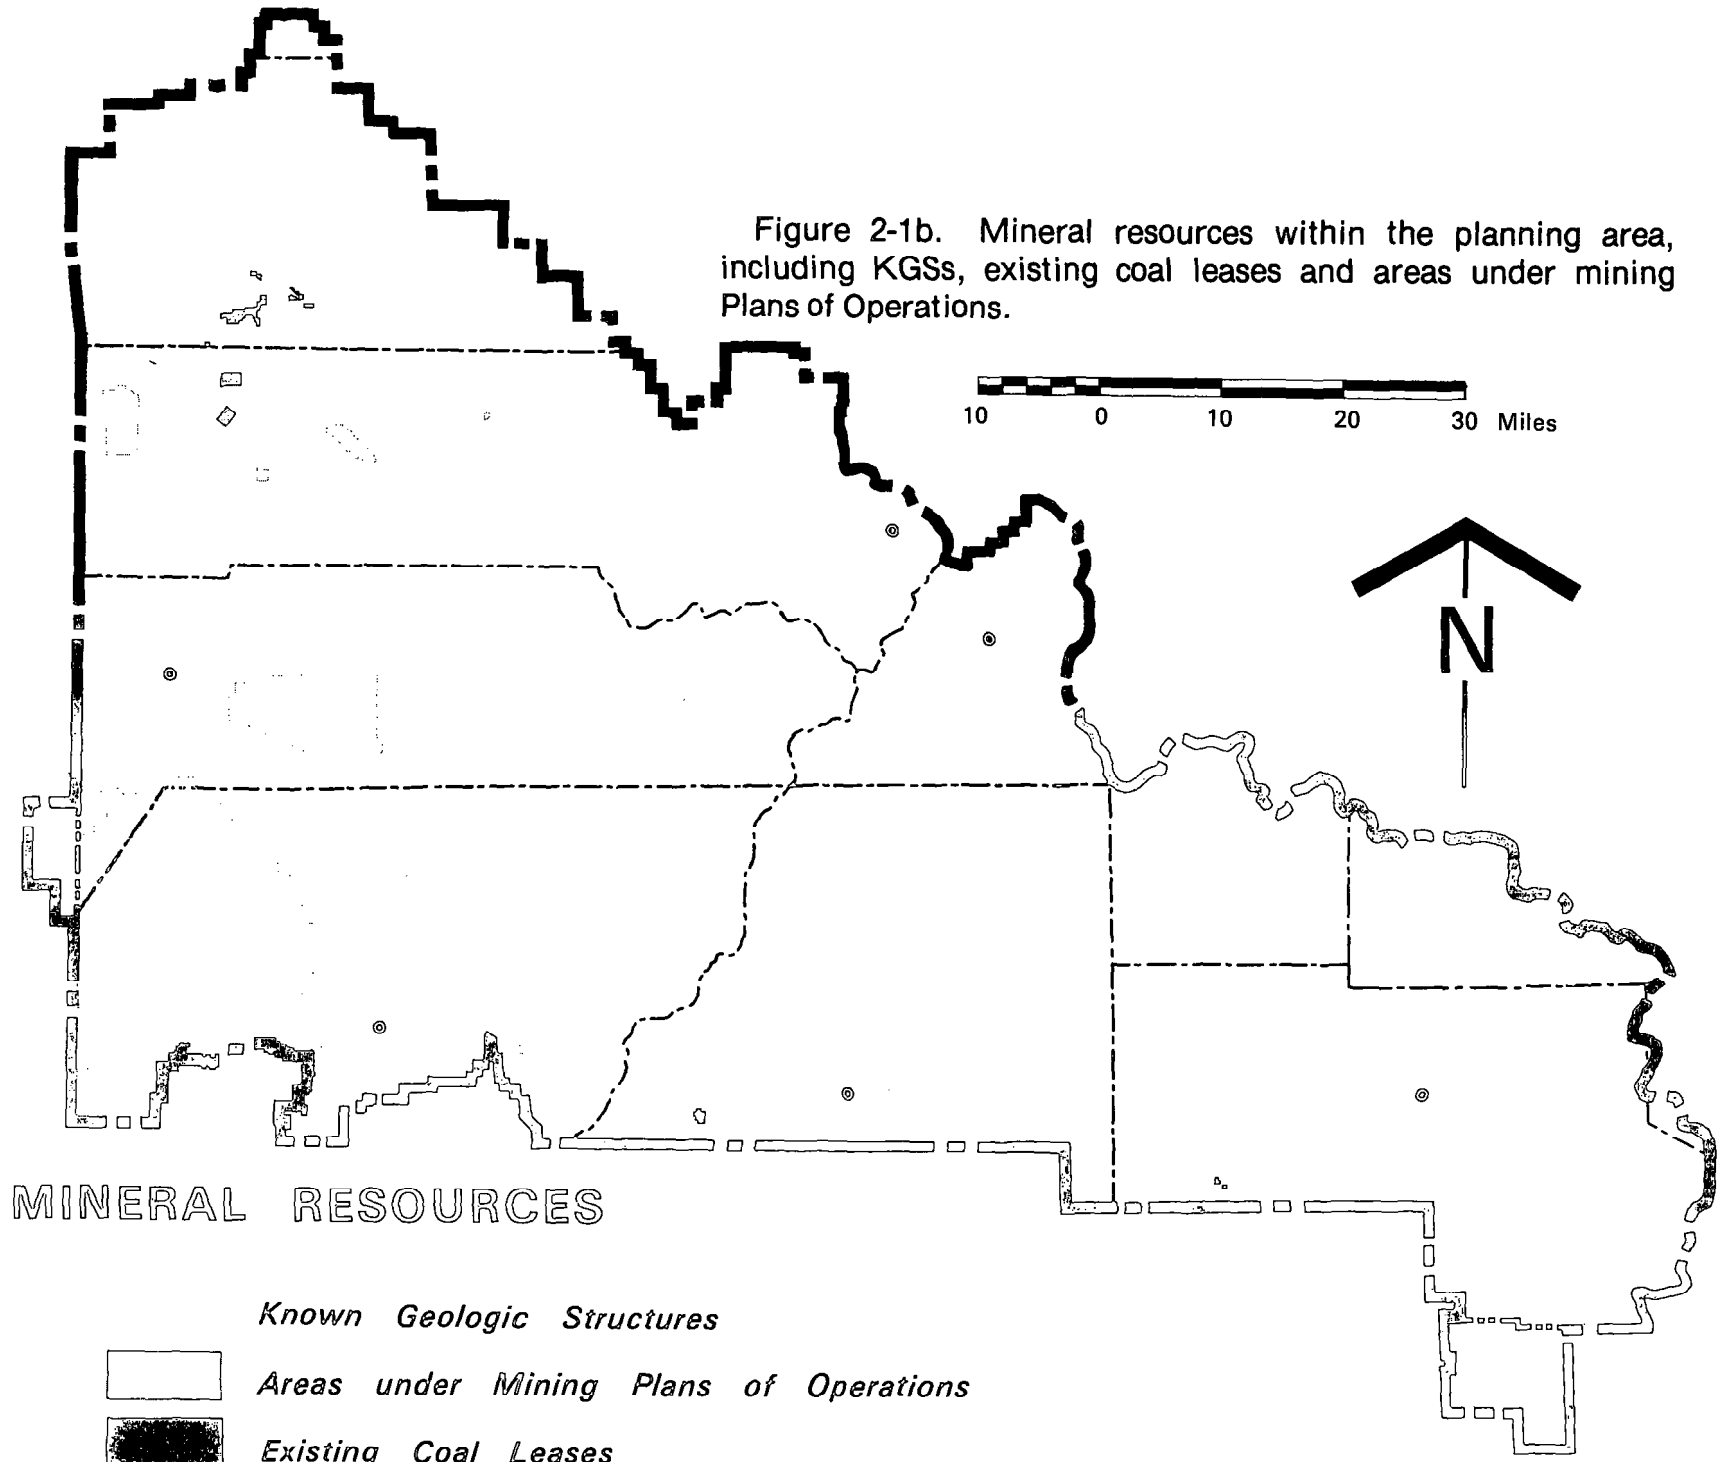 Figure 2-1b. Mineral resources within the planning area,
including KGSs, existing coal leases and areas under mining
Plans of Operations.
10 0 10 20 30 Miles
N
MINERAL RESOURCES
Known Geologic Structures
Areas under Mining Plans of Operations
Existing Coal Leases